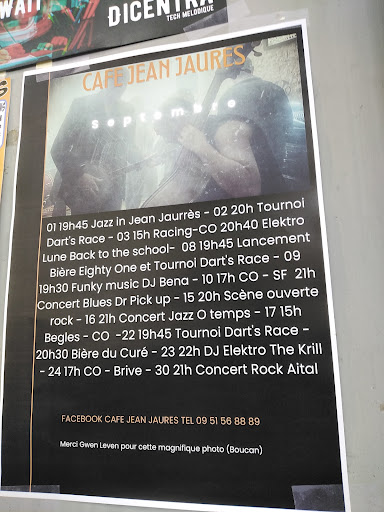 WAIT
DICENTRA
TECH MELODIQUE
CAFE JEAN JAURES
Septembre
01 19h45 Jazz in Jean Jaurrès - 02 20h Tournoi
Dart's Race - 03 15h Racing-CO 20h40 Elektro
Lune Back to the school- 08 19h45 Lancement
Bière Eighty One et Tournoi Dart's Race - 09
19h30 Funky music DJ Bena - 10 17h CO - SF 21h
Concert Blues Dr Pick up - 15 20h Scène ouverte
rock - 16 21h Concert Jazz O temps - 17 15h
Begles - CO -22 19h45 Tournoi Dart's Race -
20h30 Bière du Curé - 23 22h DJ Elektro The Krill
- 24 17h CO - Brive - 30 21h Concert Rock Aital
FACEBOOK CAFE JEAN JAURES TEL 09 51 56 88 89
Merci Gwen Leven pour cette magnifique photo (Boucan)